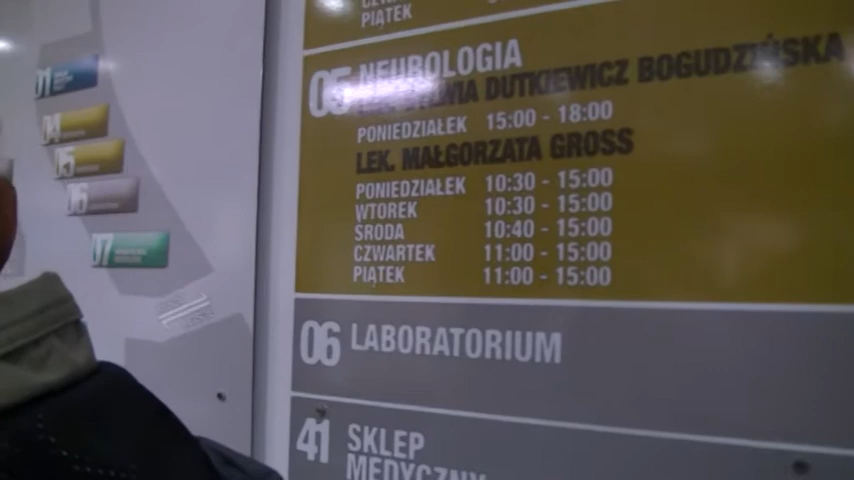 PIĄTEK
05 NEUROLOGIA
DUTKIEWICZ BOGUDZIŃSKA
PONIEDZIAŁEK 15:00 - 18:00
LEK. MAŁGORZATA GROSS
PONIEDZIAŁEK 10:30 - 15:00
WTOREK 10:30 - 15:00
ŚRODA 10:40 - 15:00
CZWARTEK 11:00 - 15:00
PIĄTEK 11:00 - 15:00
06 LABORATORIUM
41 SKLEP
MEDYCZNY
01
04
05
06
07